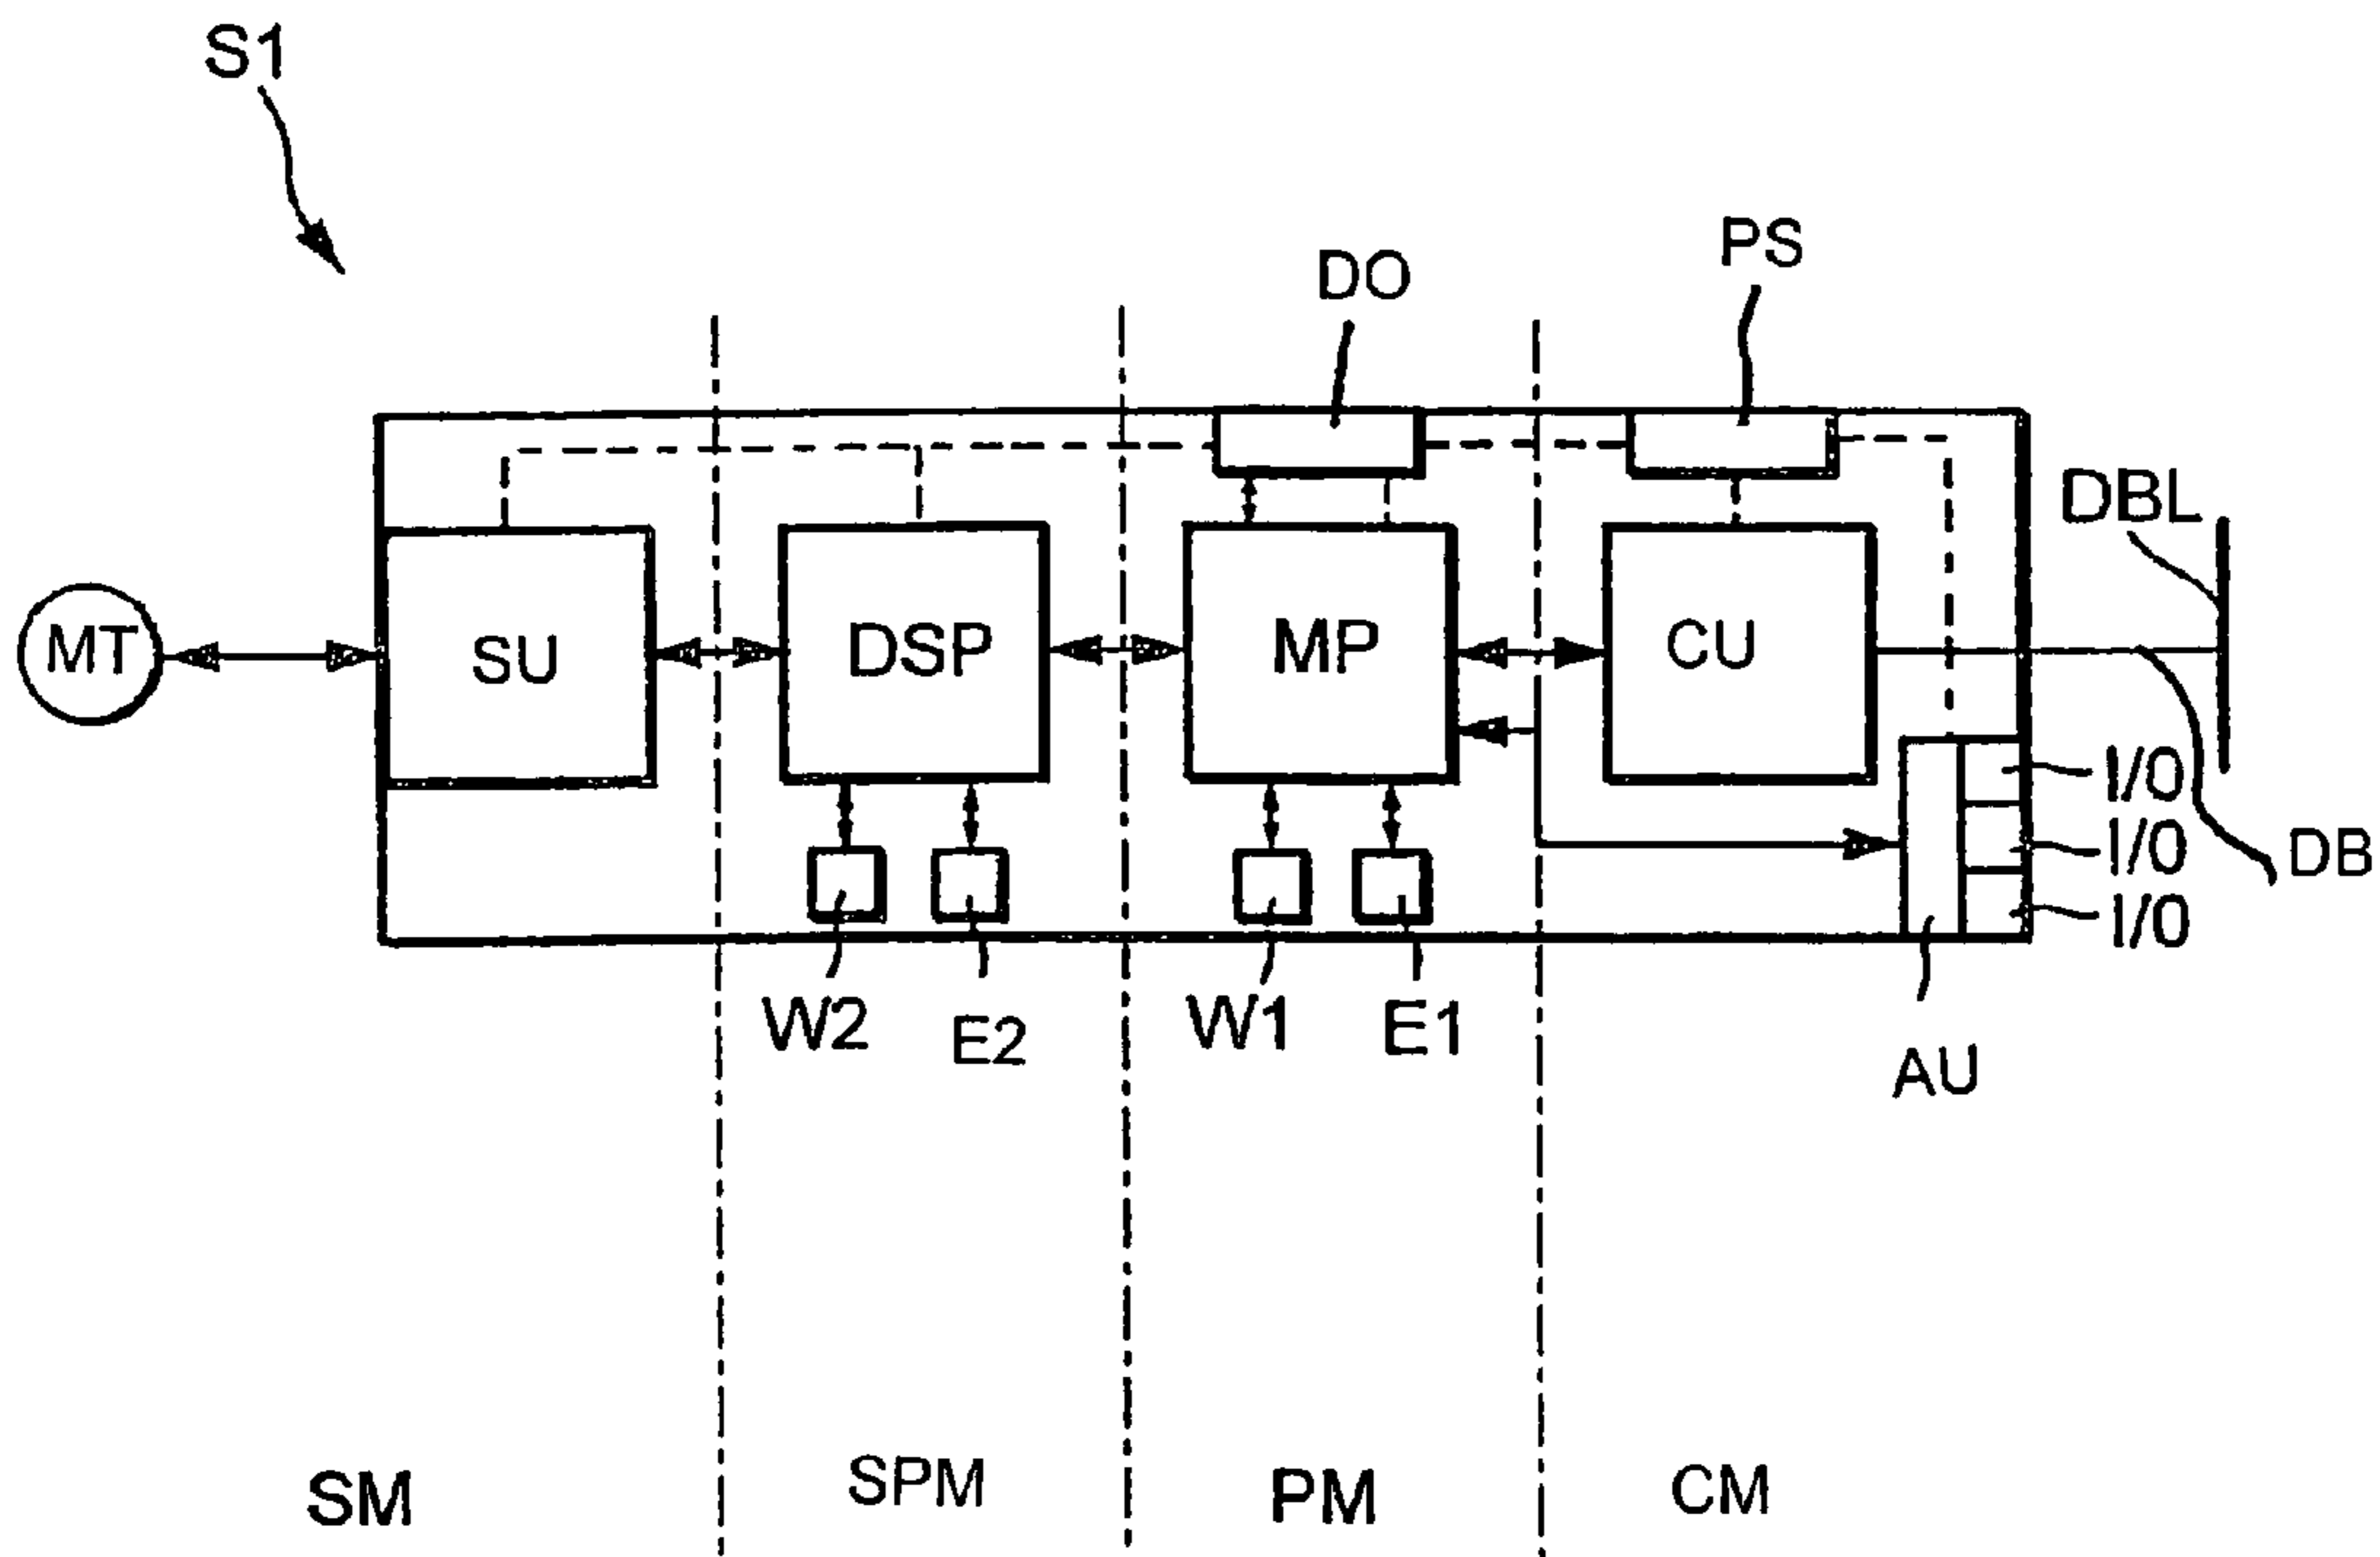 S1
DO
PS
DBL
MT
SU
DSP
MP
CU
I/O
I/O
I/O
DB
W2
E2
W1
E1
AU
SM
SPM
PM
CM